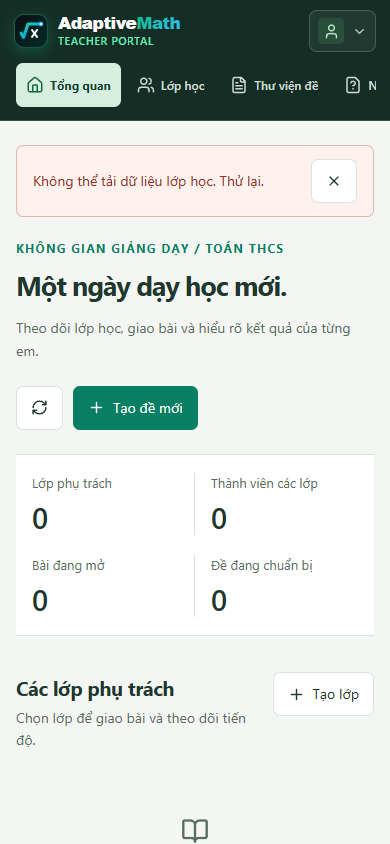 AdaptiveMath
TEACHER PORTAL
Tổng quan
Lớp học
Thư viện đề
N
Không thể tải dữ liệu lớp học. Thử lại.
KHÔNG GIAN GIẢNG DẠY / TOÁN THCS
Một ngày dạy học mới.
Theo dõi lớp học, giao bài và hiểu rõ kết quả của từng
em.
Tạo đề mới
Lớp phụ trách
Thành viên các lớp
0
0
Bài đang mở
Đề đang chuẩn bị
0
0
Các lớp phụ trách
Tạo lớp
Chọn lớp để giao bài và theo dõi tiến
độ.